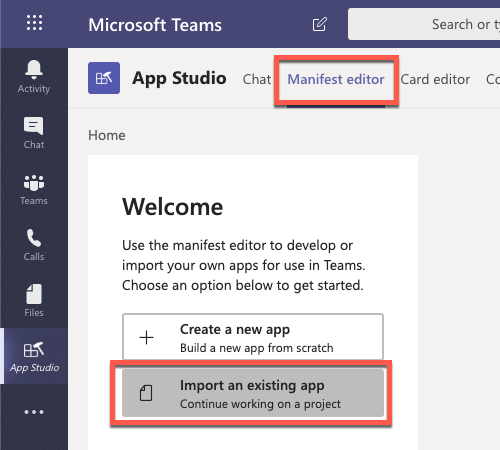 Microsoft Teams
Search or ty
App Studio
Chat
Manifest editor
Card editor
Co
Activity
Chat
Teams
Calls
Files
App Studio
Home
Welcome
Use the manifest editor to develop or
import your own apps for use in Teams.
Choose an option below to get started.
Create a new app
Build a new app from scratch
Import an existing app
Continue working on a project